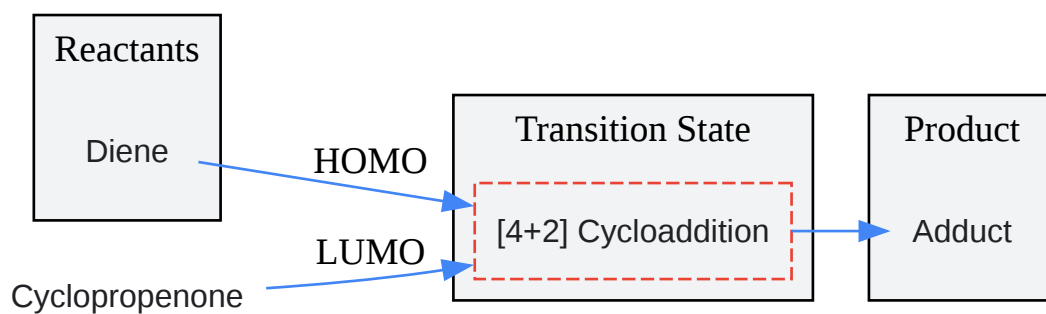 Reactants
Diene
HOMO
LUMO
Cyclopropenone
Transition State
[4+2] Cycloaddition
Product
Adduct